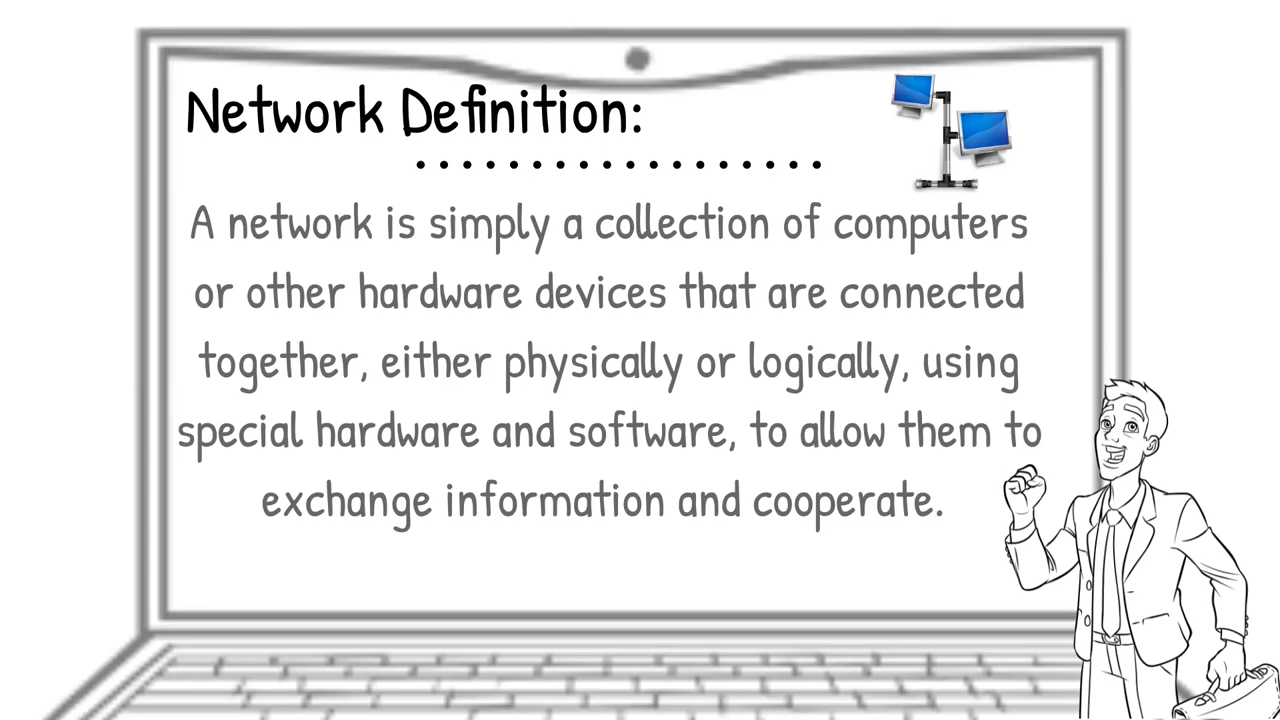 Network Definition:
A network is simply a collection of computers
or other hardware devices that are connected
together, either physically or logically, using
special hardware and software, to allow them to
exchange information and cooperate.